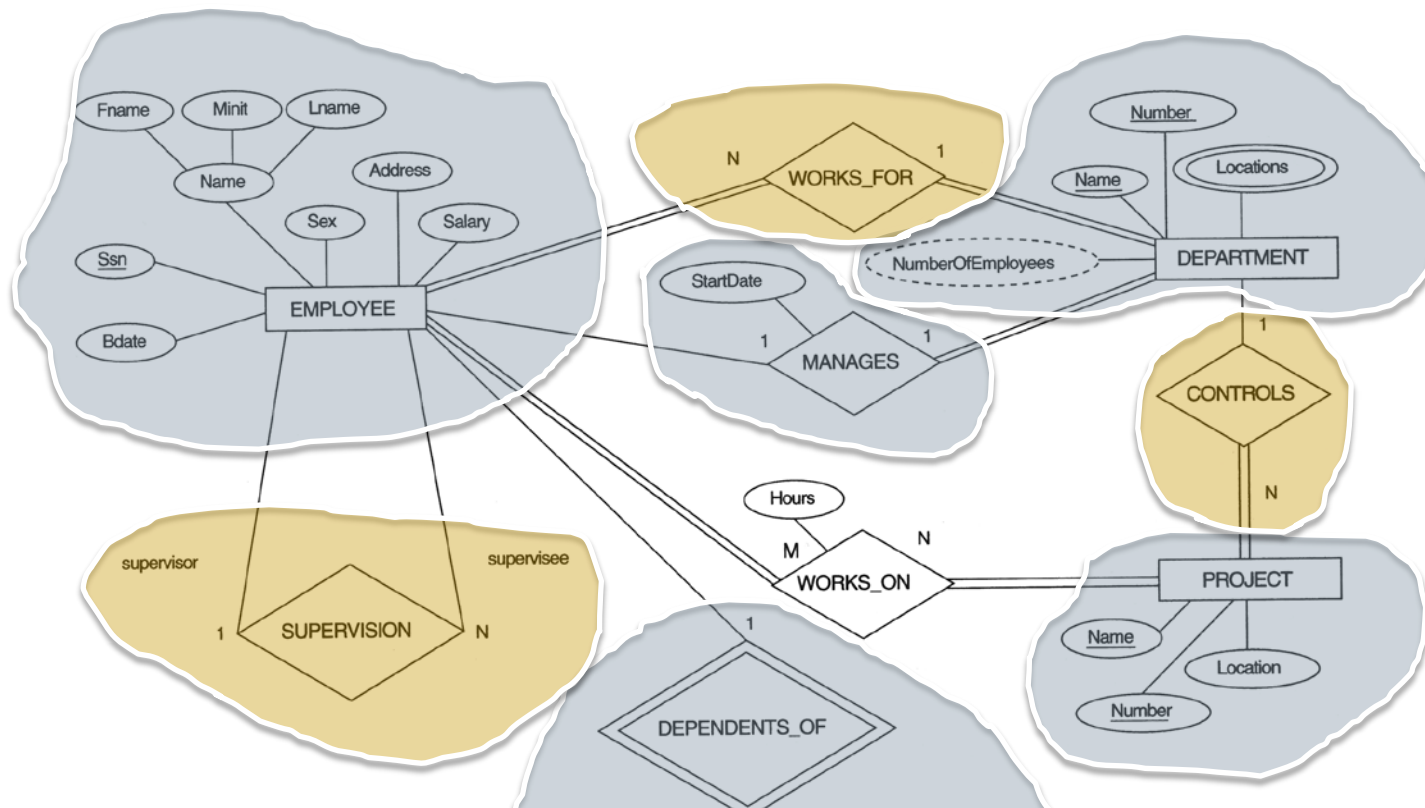 Fname
Minit
Lname
Name
Address
Sex
Salary
Ssn
Bdate
EMPLOYEE
N
WORKS_FOR
1
Number
Name
Locations
NumberOfEmployees
DEPARTMENT
StartDate
1
MANAGES
1
1
CONTROLS
N
supervisor
supervisee
1
SUPERVISION
N
Hours
M
N
WORKS_ON
PROJECT
Name
Location
Number
1
DEPENDENTS_OF